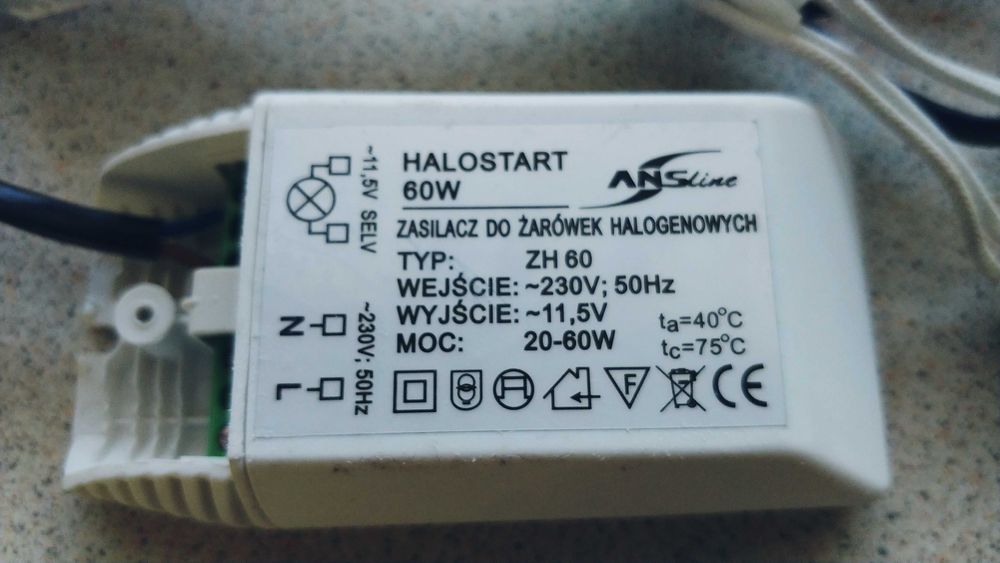 HALOSTART
60W
ANSline
ZASILACZ DO ŻARÓWEK HALOGENOWYCH
TYP: ZH 60
WEJŚCIE: ~230V; 50Hz
WYJŚCIE: ~11,5V
MOC: 20-60W
ta=40°C
tc=75°C
F
CE
~11,5V SELV
~230V; 50Hz
N
L